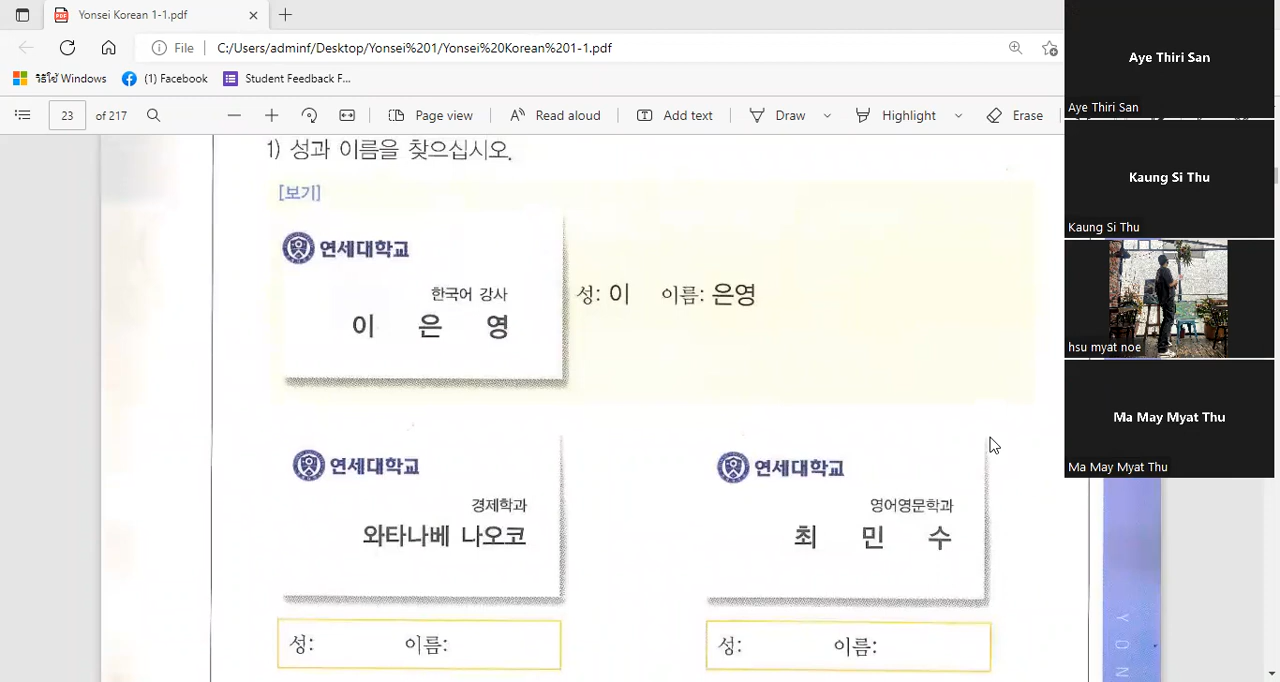 Yonsei Korean 1-1.pdf
File
C:/Users/adminf/Desktop/Yonsei%201/Yonsei%20Korean%201-1.pdf
วิธีใช้ Windows
(1) Facebook
Student Feedback F...
23 of 217
Page view
Read aloud
Add text
Draw
Highlight
Erase
1) 성과 이름을 찾으십시오.
[보기]
연세대학교
한국어 강사
이 은 영
성: 이 이름: 은영
연세대학교
경제학과
와타나베 나오코
성: 이름:
연세대학교
영어영문학과
최 민 수
성: 이름:
Aye Thiri San
Aye Thiri San
Kaung Si Thu
Kaung Si Thu
hsu myat noe
Ma May Myat Thu
Ma May Myat Thu
Y O N